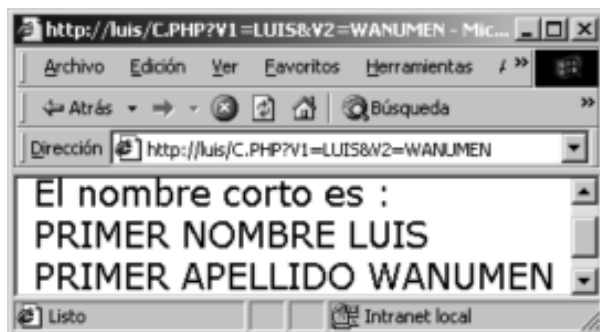 http://luis/C.PHP?V1=LUIS&V2=WANUMEN - Mic...
Archivo Edición Ver Favoritos Herramientas »
Atrás Búsqueda »
Dirección http://luis/C.PHP?V1=LUIS&V2=WANUMEN
El nombre corto es :
PRIMER NOMBRE LUIS
PRIMER APELLIDO WANUMEN
Listo Intranet local